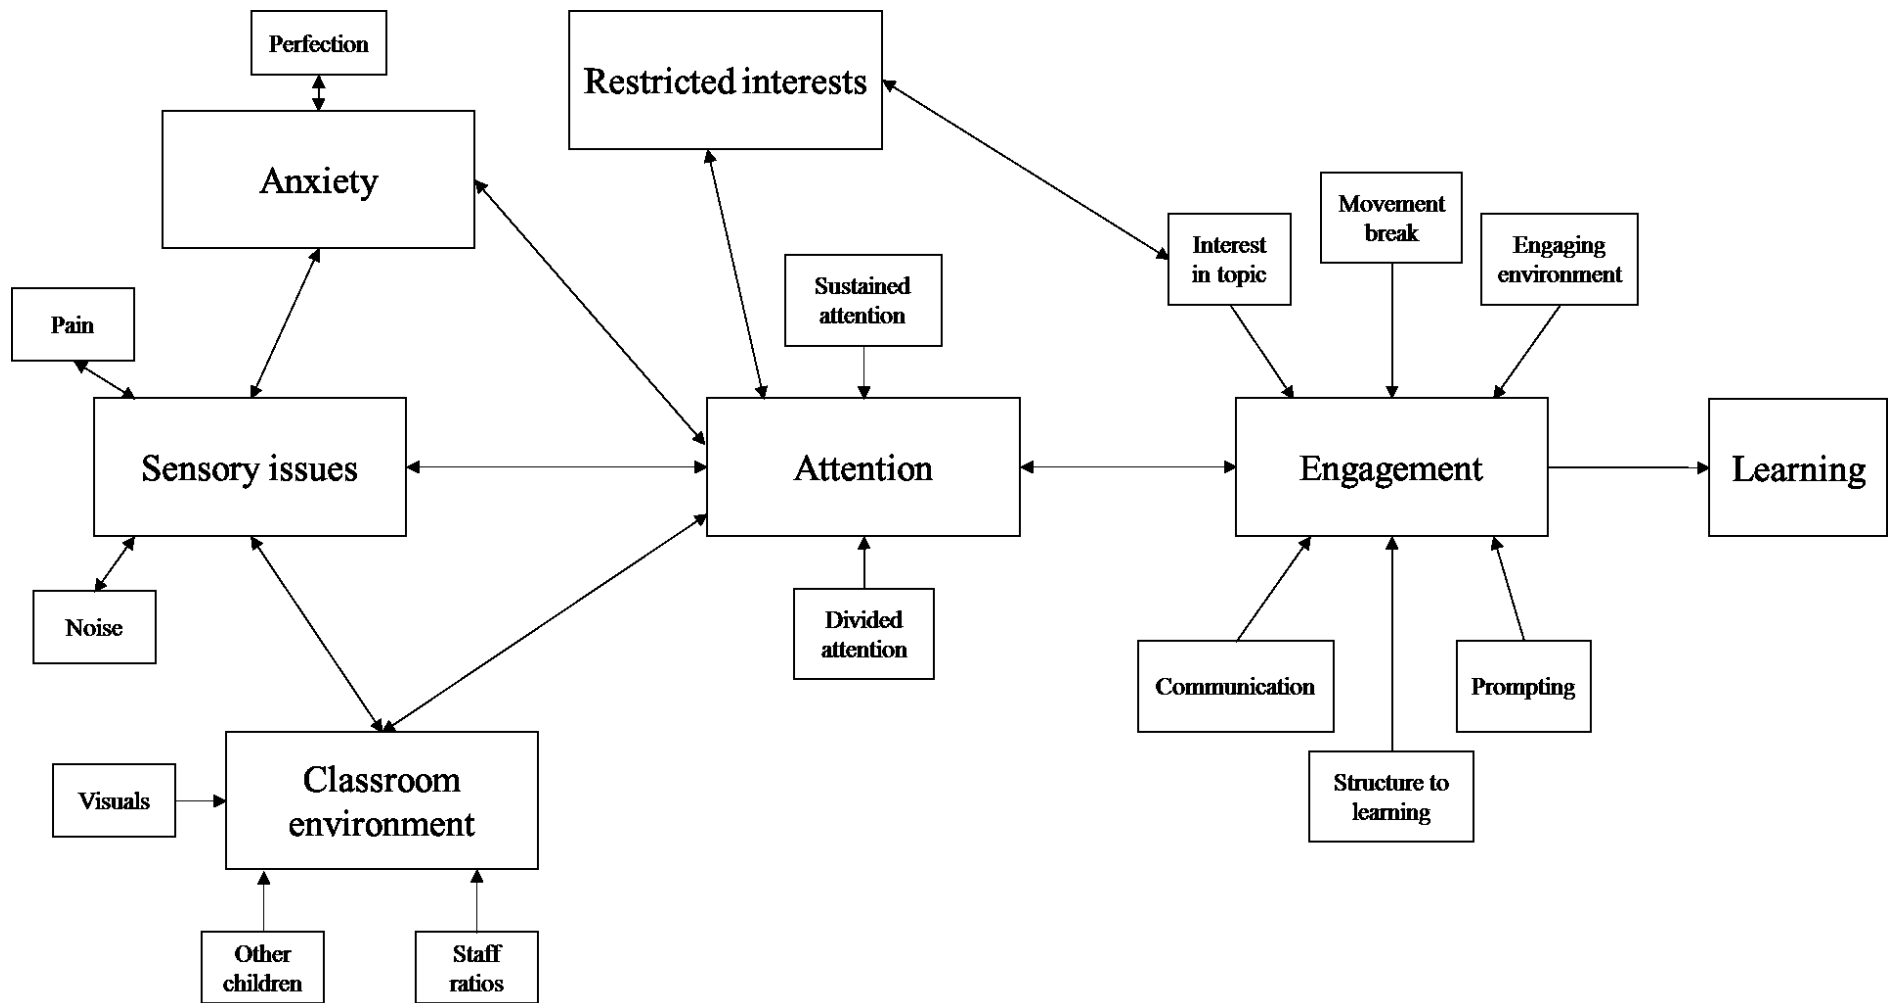 Perfection
Restricted interests
Anxiety
Movement
break
Interest
in topic
Engaging
environment
Sustained
attention
Pain
Sensory issues
Attention
Engagement
Learning
Noise
Divided
attention
Communication
Prompting
Structure to
learning
Classroom
environment
Visuals
Other
children
Staff
ratios